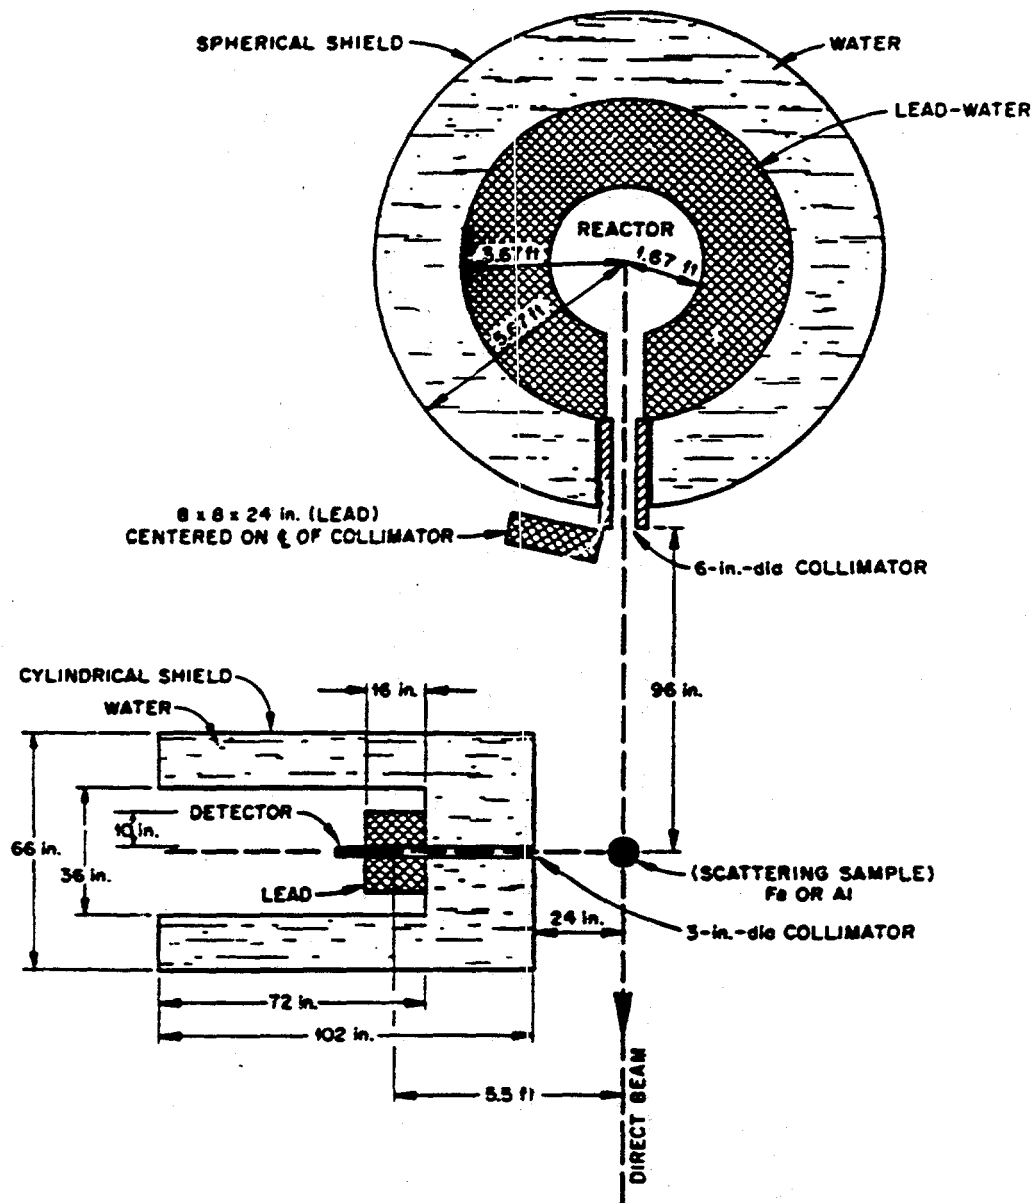 SPHERICAL SHIELD
WATER
LEAD-WATER
REACTOR
3.67 ft
1.67 ft
5.67 ft
8 x 8 x 24 in. (LEAD)
CENTERED ON ℄ OF COLLIMATOR
6-in.-dia COLLIMATOR
CYLINDRICAL SHIELD
WATER
16 in.
96 in.
DETECTOR
10 in.
66 in.
36 in.
LEAD
(SCATTERING SAMPLE)
Fe OR Al
24 in.
3-in.-dia COLLIMATOR
72 in.
102 in.
5.5 ft
DIRECT BEAM